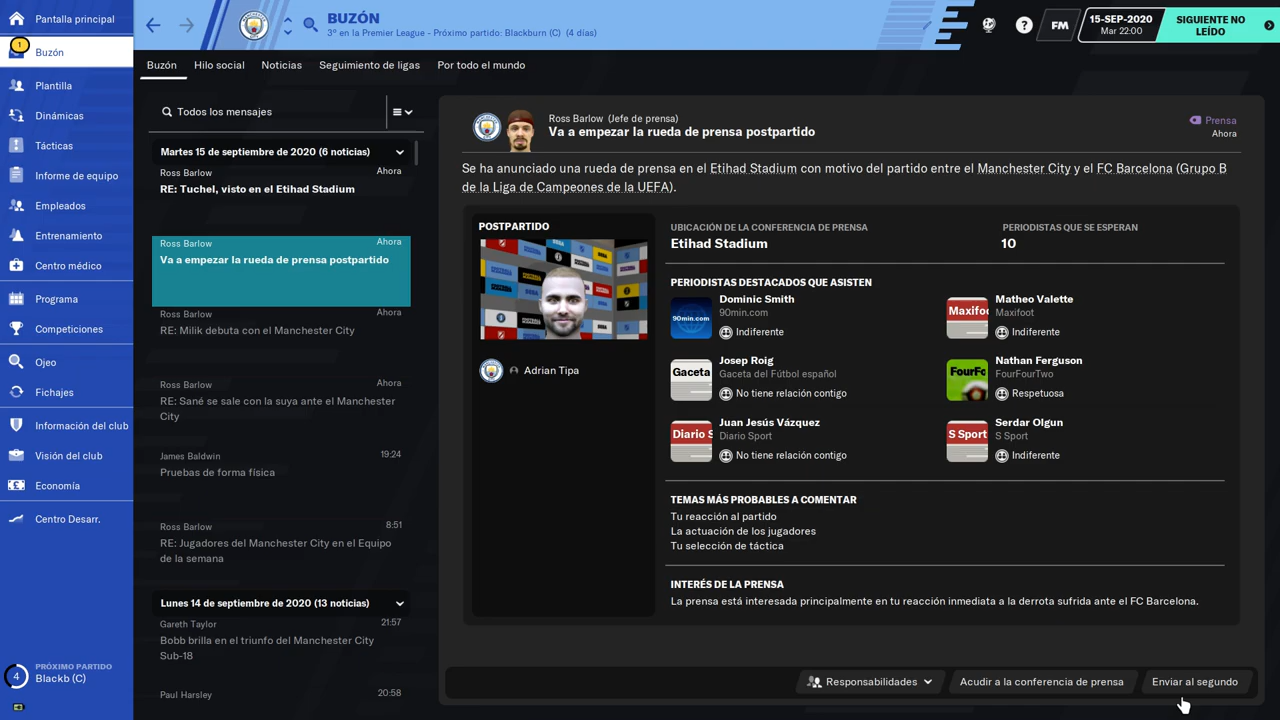 Pantalla principal
1
Buzón
Plantilla
Dinámicas
Tácticas
Informe de equipo
Empleados
Entrenamiento
Centro médico
Programa
Competiciones
Ojeo
Fichajes
Información del club
Visión del club
Economía
Centro Desarr.
4
PRÓXIMO PARTIDO
Blackb (C)
BUZÓN
3º en la Premier League - Próximo partido: Blackburn (C) (4 días)
?
FM
15-SEP-2020
Mar 22:00
SIGUIENTE NO
LEÍDO
Buzón Hilo social Noticias Seguimiento de ligas Por todo el mundo
Todos los mensajes
Martes 15 de septiembre de 2020 (6 noticias)
Ross Barlow Ahora
RE: Tuchel, visto en el Etihad Stadium
Ross Barlow Ahora
Va a empezar la rueda de prensa postpartido
Ross Barlow Ahora
RE: Milik debuta con el Manchester City
Ross Barlow Ahora
RE: Sané se sale con la suya ante el Manchester
City
James Baldwin 19:24
Pruebas de forma física
Ross Barlow 8:51
RE: Jugadores del Manchester City en el Equipo
de la semana
Lunes 14 de septiembre de 2020 (13 noticias)
Gareth Taylor 21:57
Bobb brilla en el triunfo del Manchester City
Sub-18
Paul Harsley 20:58
Ross Barlow (Jefe de prensa)
Va a empezar la rueda de prensa postpartido
Prensa
Ahora
Se ha anunciado una rueda de prensa en el Etihad Stadium con motivo del partido entre el Manchester City y el FC Barcelona (Grupo B
de la Liga de Campeones de la UEFA).
POSTPARTIDO
Adrian Tipa
UBICACIÓN DE LA CONFERENCIA DE PRENSA
Etihad Stadium
PERIODISTAS QUE SE ESPERAN
10
PERIODISTAS DESTACADOS QUE ASISTEN
90min.com
Dominic Smith
90min.com
Indiferente
Maxifoo
Matheo Valette
Maxifoot
Indiferente
Gaceta
Josep Roig
Gaceta del Fútbol español
No tiene relación contigo
FourFo
Nathan Ferguson
FourFourTwo
Respetuosa
Diario S
Juan Jesús Vázquez
Diario Sport
No tiene relación contigo
S Sport
Serdar Olgun
S Sport
Indiferente
TEMAS MÁS PROBABLES A COMENTAR
Tu reacción al partido
La actuación de los jugadores
Tu selección de táctica
INTERÉS DE LA PRENSA
La prensa está interesada principalmente en tu reacción inmediata a la derrota sufrida ante el FC Barcelona.
Responsabilidades
Acudir a la conferencia de prensa
Enviar al segundo